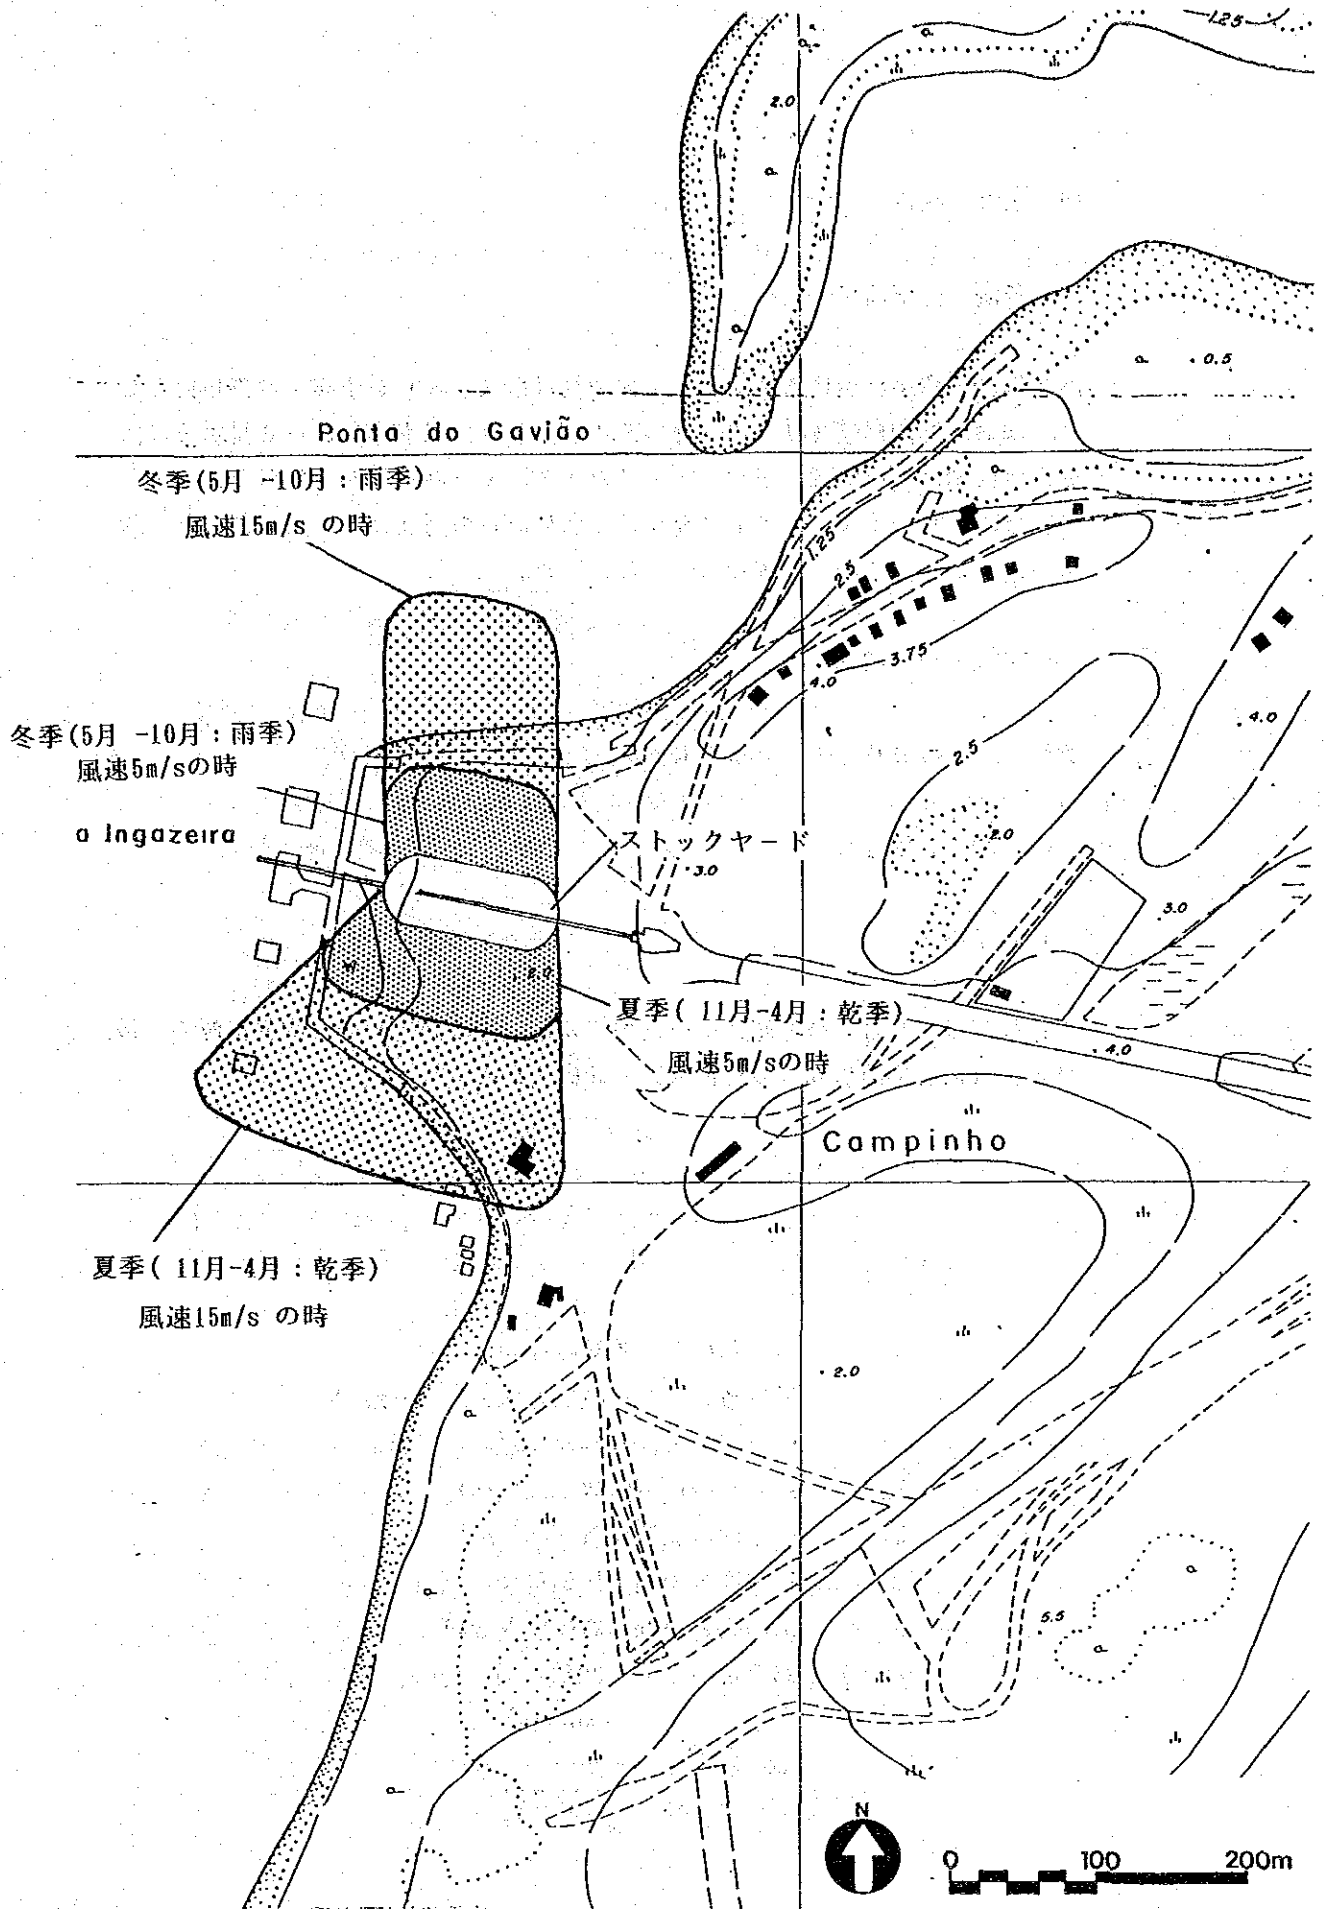 1.25
2.0
0.5
Ponta do Gavião
冬季(5月 -10月：雨季)
風速15m/s の時
1.25
2.5
3.75
4.0
4.0
冬季(5月 -10月：雨季)
風速5m/sの時
2.5
a Ingazeira
ストックヤード
2.0
3.0
3.0
2.0
夏季( 11月-4月：乾季)
風速5m/sの時
4.0
Campinho
夏季( 11月-4月：乾季)
風速15m/s の時
2.0
5.5
N
0 100 200m